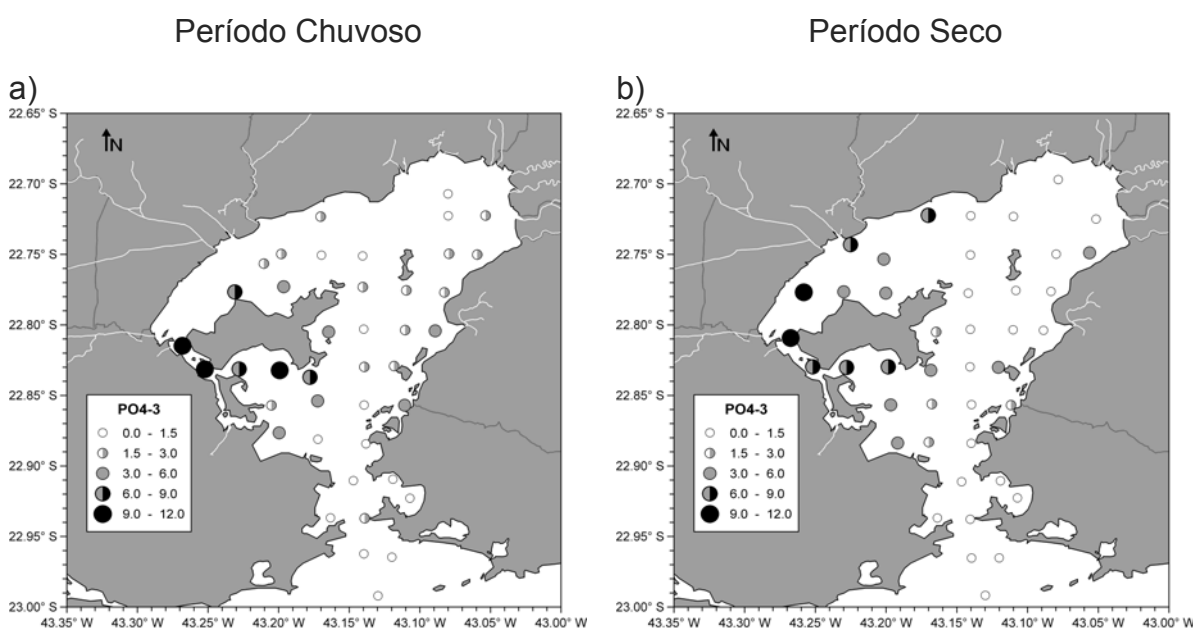 Período Chuvoso
Período Seco
a)
b)
22.65° S
22.70° S
22.75° S
22.80° S
22.85° S
22.90° S
22.95° S
23.00° S
N
PO4-3
0.0 - 1.5
1.5 - 3.0
3.0 - 6.0
6.0 - 9.0
9.0 - 12.0
43.35° W 43.30° W 43.25° W 43.20° W 43.15° W 43.10° W 43.05° W 43.00° W
22.65° S
22.70° S
22.75° S
22.80° S
22.85° S
22.90° S
22.95° S
23.00° S
N
PO4-3
0.0 - 1.5
1.5 - 3.0
3.0 - 6.0
6.0 - 9.0
9.0 - 12.0
43.35° W 43.30° W 43.25° W 43.20° W 43.15° W 43.10° W 43.05° W 43.00° W